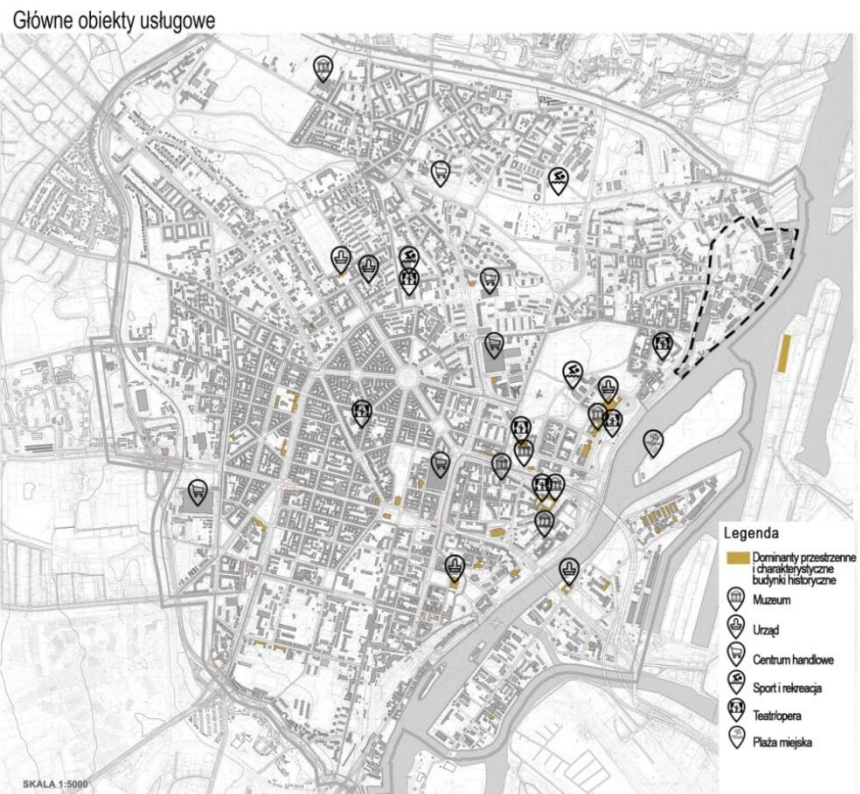 Główne obiekty usługowe
Legenda
Dominanty przestrzenne
i charakterystyczne
budynki historyczne
Muzeum
Urząd
Centrum handlowe
Sport i rekreacja
Teatr/opera
Plaża miejska
SKALA 1:5000